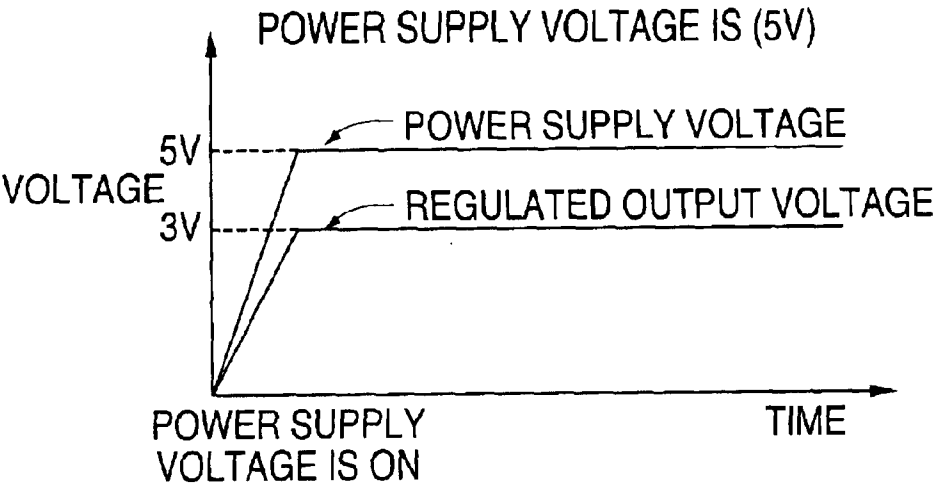 POWER SUPPLY VOLTAGE IS (5V)
POWER SUPPLY VOLTAGE
5V
VOLTAGE
REGULATED OUTPUT VOLTAGE
3V
POWER SUPPLY
VOLTAGE IS ON
TIME